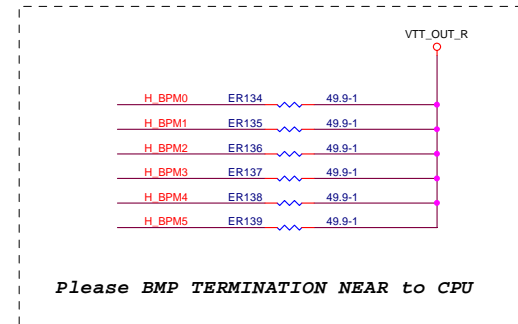 VTT_OUT_R
H_BPM0 ER134 49.9-1
H_BPM1 ER135 49.9-1
H_BPM2 ER136 49.9-1
H_BPM3 ER137 49.9-1
H_BPM4 ER138 49.9-1
H_BPM5 ER139 49.9-1
Please BMP TERMINATION NEAR to CPU